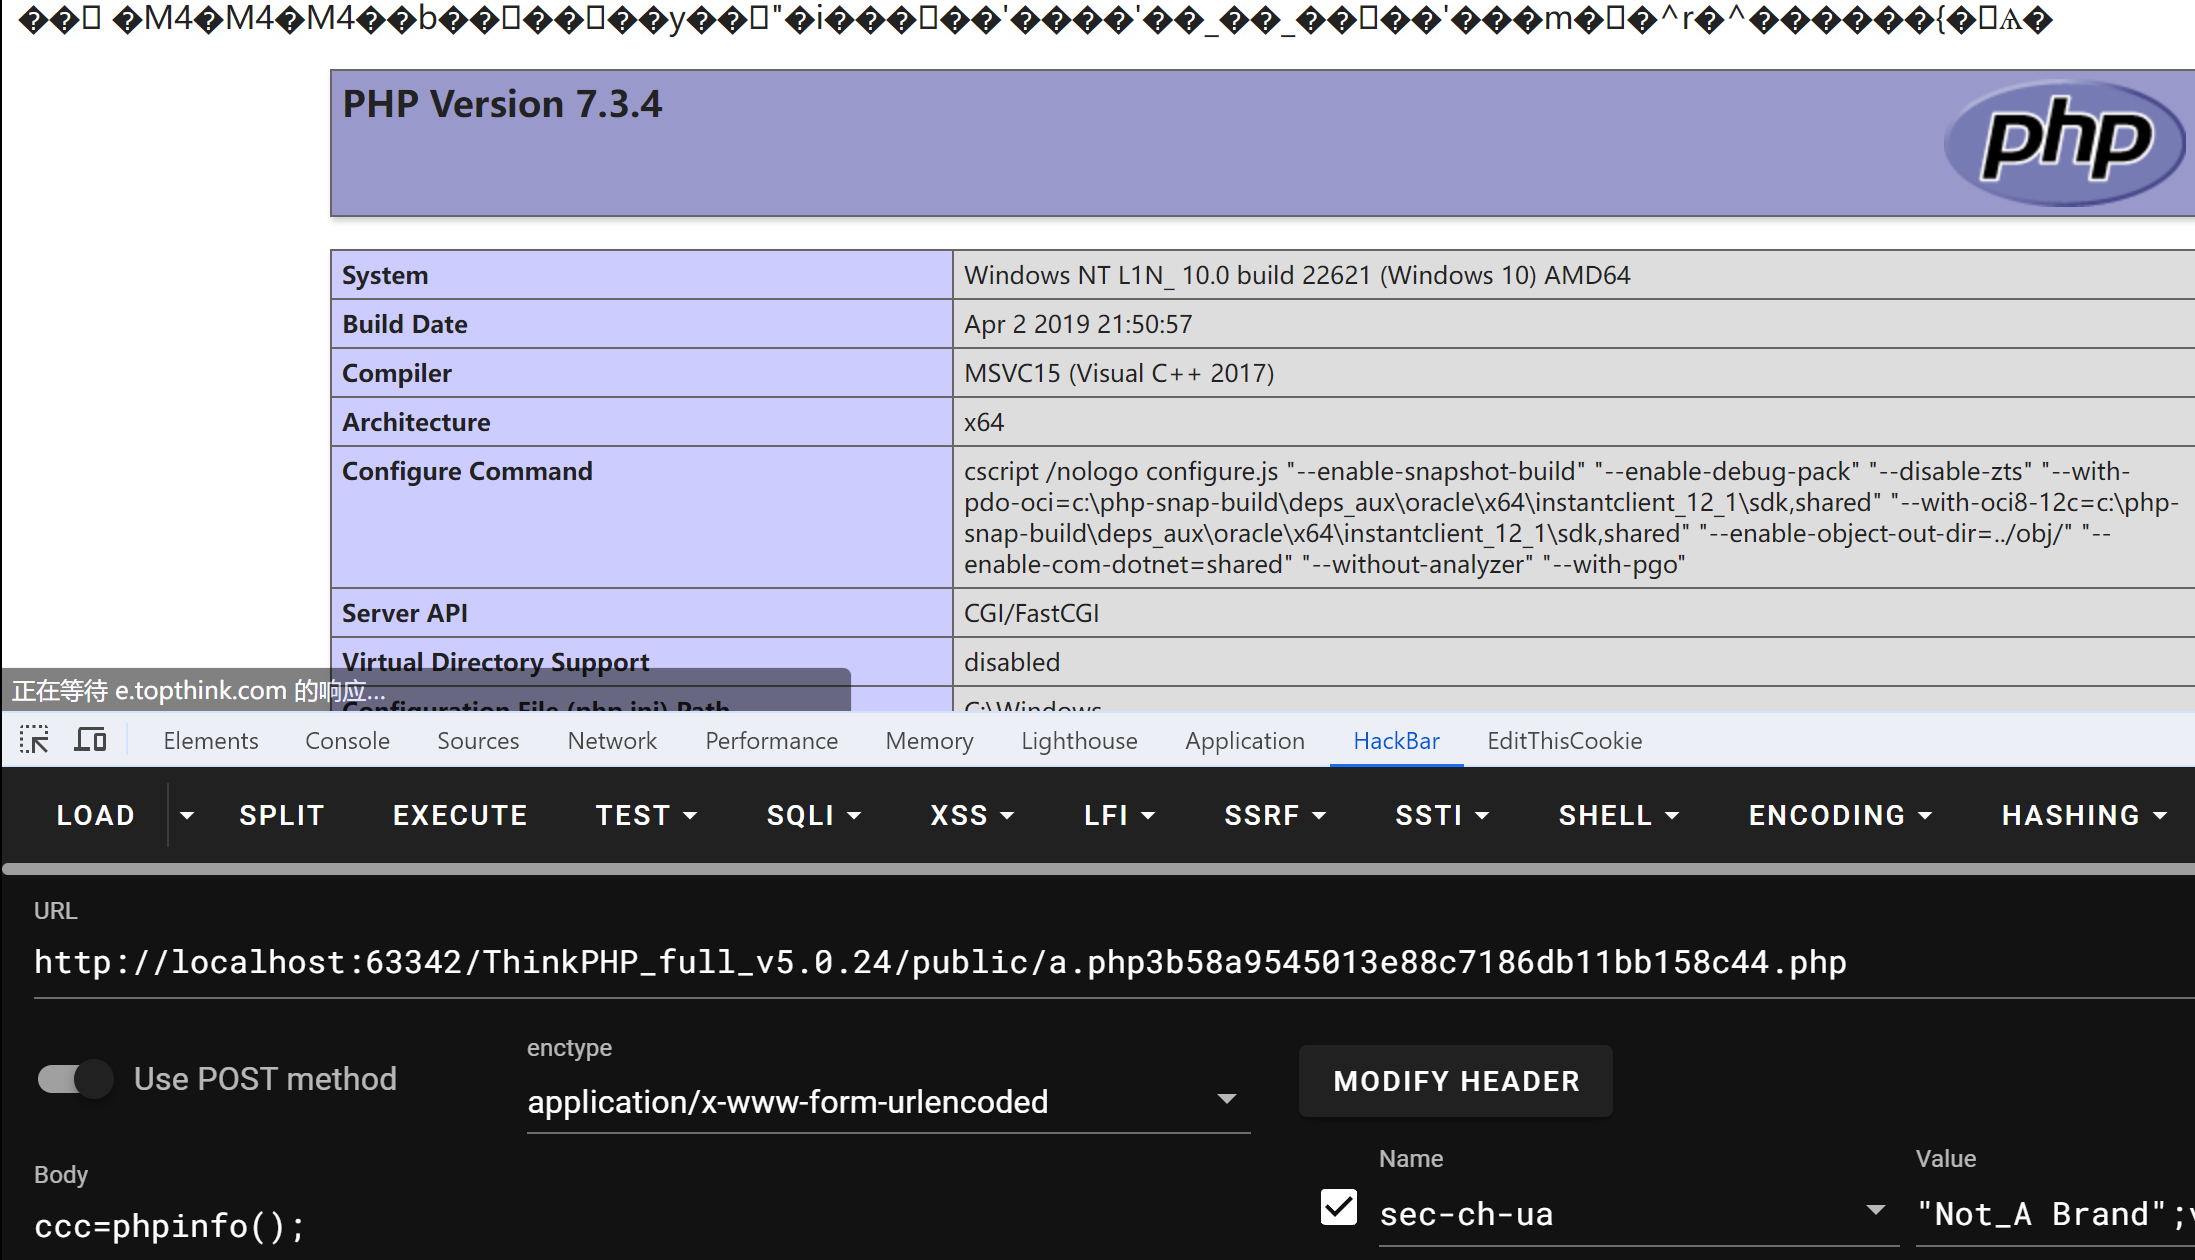 PHP Version 7.3.4
php
System Windows NT L1N_ 10.0 build 22621 (Windows 10) AMD64
Build Date Apr 2 2019 21:50:57
Compiler MSVC15 (Visual C++ 2017)
Architecture x64
Configure Command cscript /nologo configure.js "--enable-snapshot-build" "--enable-debug-pack" "--disable-zts" "--with-
pdo-oci=c:\php-snap-build\deps_aux\oracle\x64\instantclient_12_1\sdk,shared" "--with-oci8-12c=c:\php-
snap-build\deps_aux\oracle\x64\instantclient_12_1\sdk,shared" "--enable-object-out-dir=../obj/" "--
enable-com-dotnet=shared" "--without-analyzer" "--with-pgo"
Server API CGI/FastCGI
Virtual Directory Support disabled
正在等待 e.topthink.com 的响应...
Configuration File (php.ini) Path C:\Windows
Elements Console Sources Network Performance Memory Lighthouse Application HackBar EditThisCookie
LOAD SPLIT EXECUTE TEST SQLI XSS LFI SSRF SSTI SHELL ENCODING HASHING
URL
http://localhost:63342/ThinkPHP_full_v5.0.24/public/a.php3b58a9545013e88c7186db11bb158c44.php
Use POST method
enctype
application/x-www-form-urlencoded
MODIFY HEADER
Body
ccc=phpinfo();
Name
sec-ch-ua
Value
"Not_A Brand";